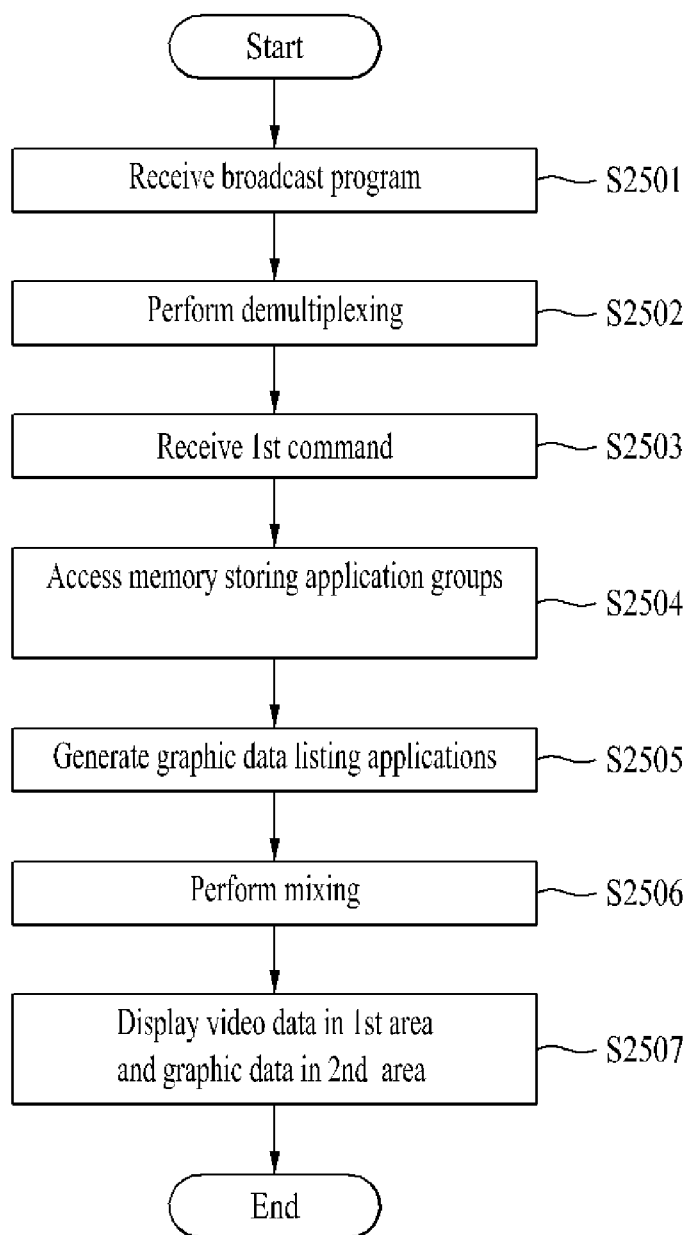 Start
Receive broadcast program
S2501
Perform demultiplexing
S2502
Receive 1st command
S2503
Access memory storing application groups
S2504
Generate graphic data listing applications
S2505
Perform mixing
S2506
Display video data in 1st area
and graphic data in 2nd area
S2507
End